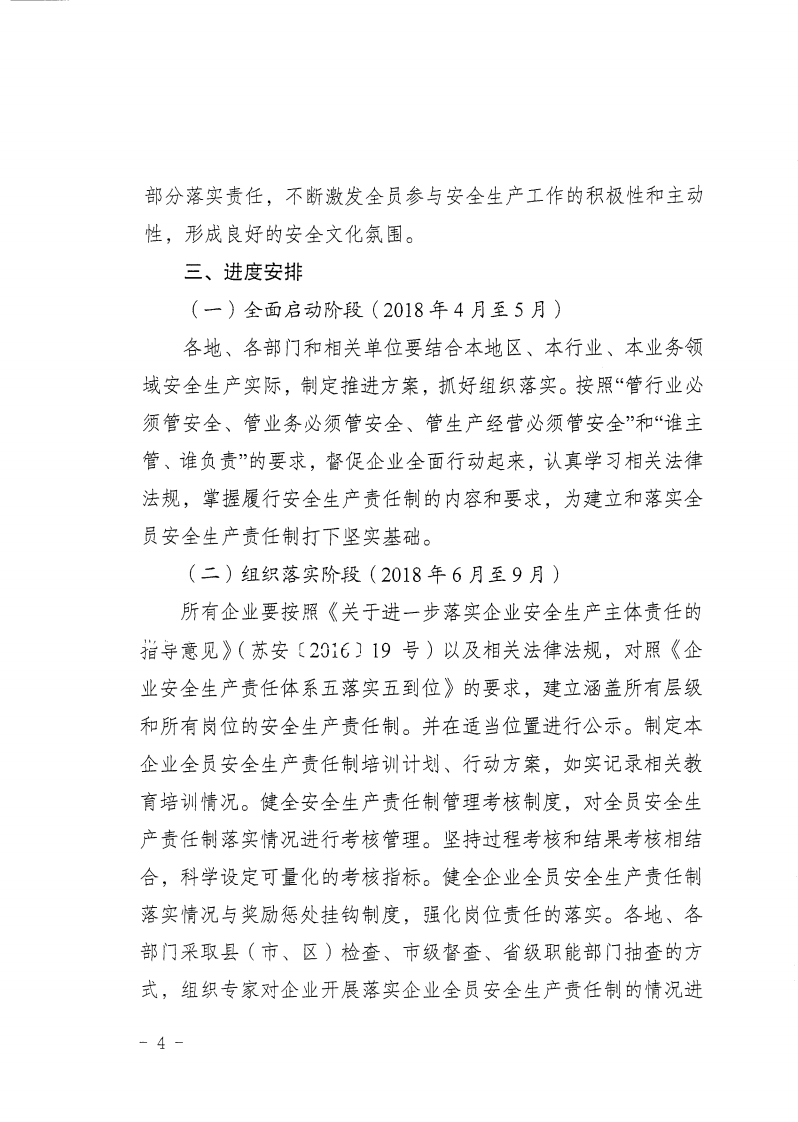 部分落实责任，不断激发全员参与安全生产工作的积极性和主动
性，形成良好的安全文化氛围。
三、进度安排
（一）全面启动阶段（2018 年 4 月至 5 月）
各地、各部门和相关单位要结合本地区、本行业、本业务领
域安全生产实际，制定推进方案，抓好组织落实。按照“管行业必
须管安全、管业务必须管安全、管生产经营必须管安全”和“谁主
管、谁负责”的要求，督促企业全面行动起来，认真学习相关法律
法规，掌握履行安全生产责任制的内容和要求，为建立和落实全
员安全生产责任制打下坚实基础。
（二）组织落实阶段（2018 年 6 月至 9 月）
所有企业要按照《关于进一步落实企业安全生产主体责任的
指导意见》（苏安〔2016〕19 号）以及相关法律法规，对照《企
业安全生产责任体系五落实五到位》的要求，建立涵盖所有层级
和所有岗位的安全生产责任制。并在适当位置进行公示。制定本
企业全员安全生产责任制培训计划、行动方案，如实记录相关教
育培训情况。健全安全生产责任制管理考核制度，对全员安全生
产责任制落实情况进行考核管理。坚持过程考核和结果考核相结
合，科学设定可量化的考核指标。健全企业全员安全生产责任制
落实情况与奖励惩处挂钩制度，强化岗位责任的落实。各地、各
部门采取县（市、区）检查、市级督查、省级职能部门抽查的方
式，组织专家对企业开展落实企业全员安全生产责任制的情况进
- 4 -